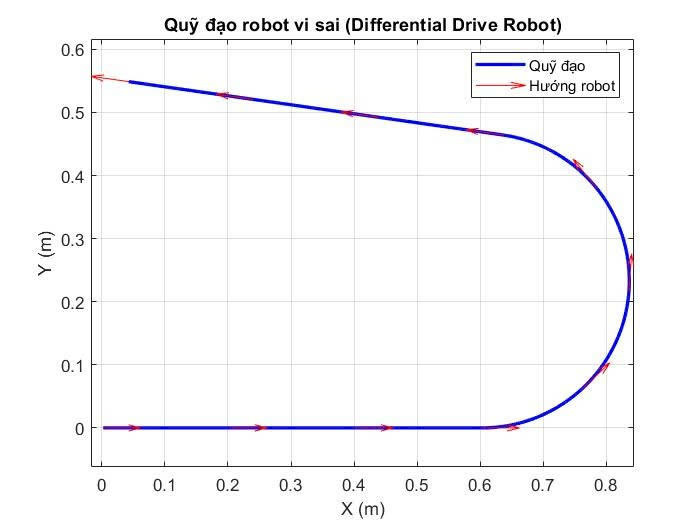 Quỹ đạo robot vi sai (Differential Drive Robot)
Quỹ đạo
Hướng robot
0.6
0.5
0.4
0.3
0.2
0.1
0
Y (m)
0 0.1 0.2 0.3 0.4 0.5 0.6 0.7 0.8
X (m)